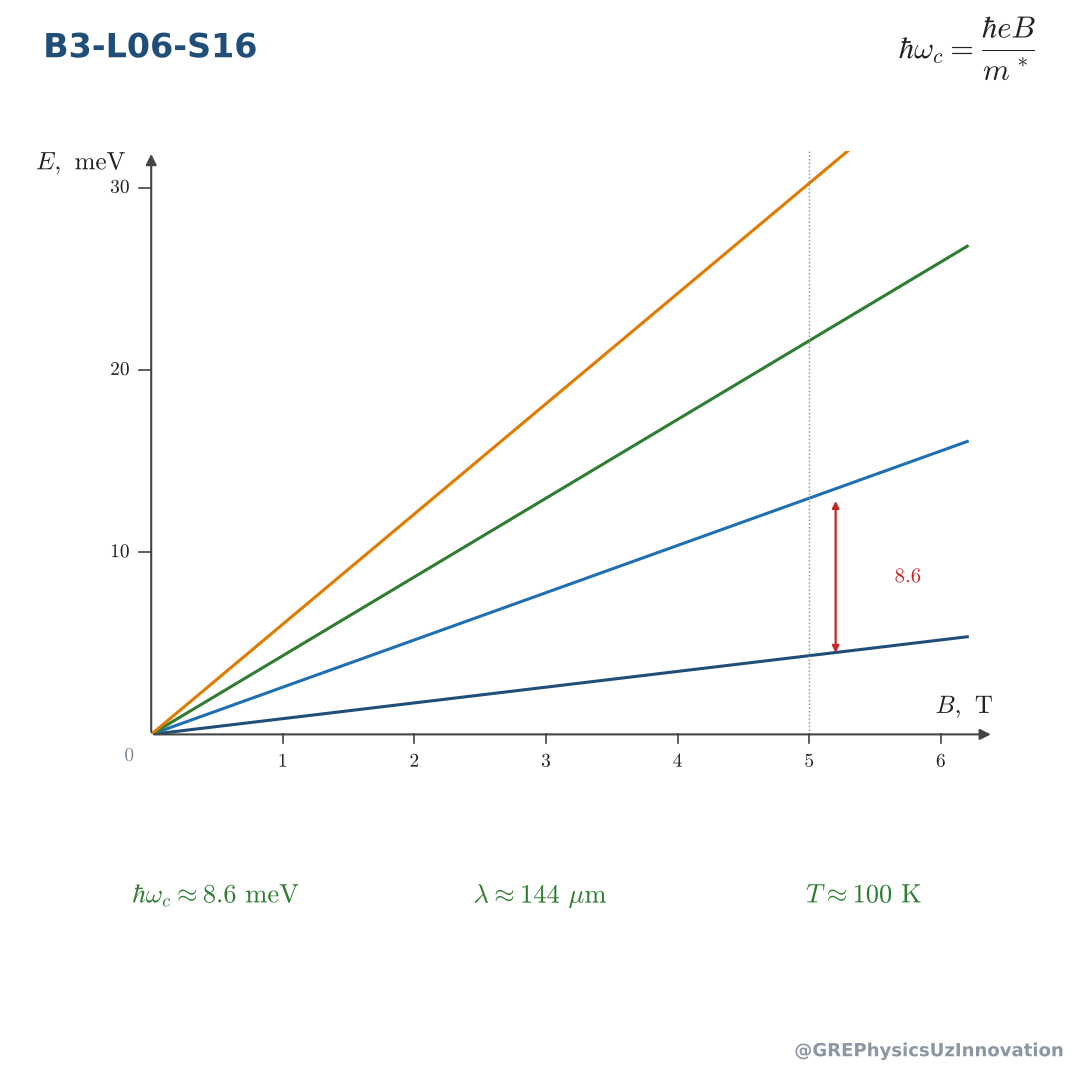 B3-L06-S16
ℏω_c = ℏeB / m*
E, meV
30
20
10
8.6
B, T
0
1 2 3 4 5 6
ℏω_c ≈ 8.6 meV
λ ≈ 144 μm
T ≈ 100 K
@GREPhysicsUzInnovation